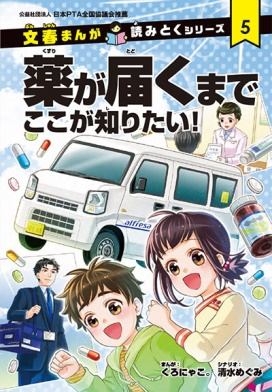 公益社団法人 日本PTA全国協議会推薦
文春まんが 読みとくシリーズ 5
薬が届くまで
ここが知りたい!
alfresa
まんが: シナリオ:
くろにゃこ。 清水めぐみ